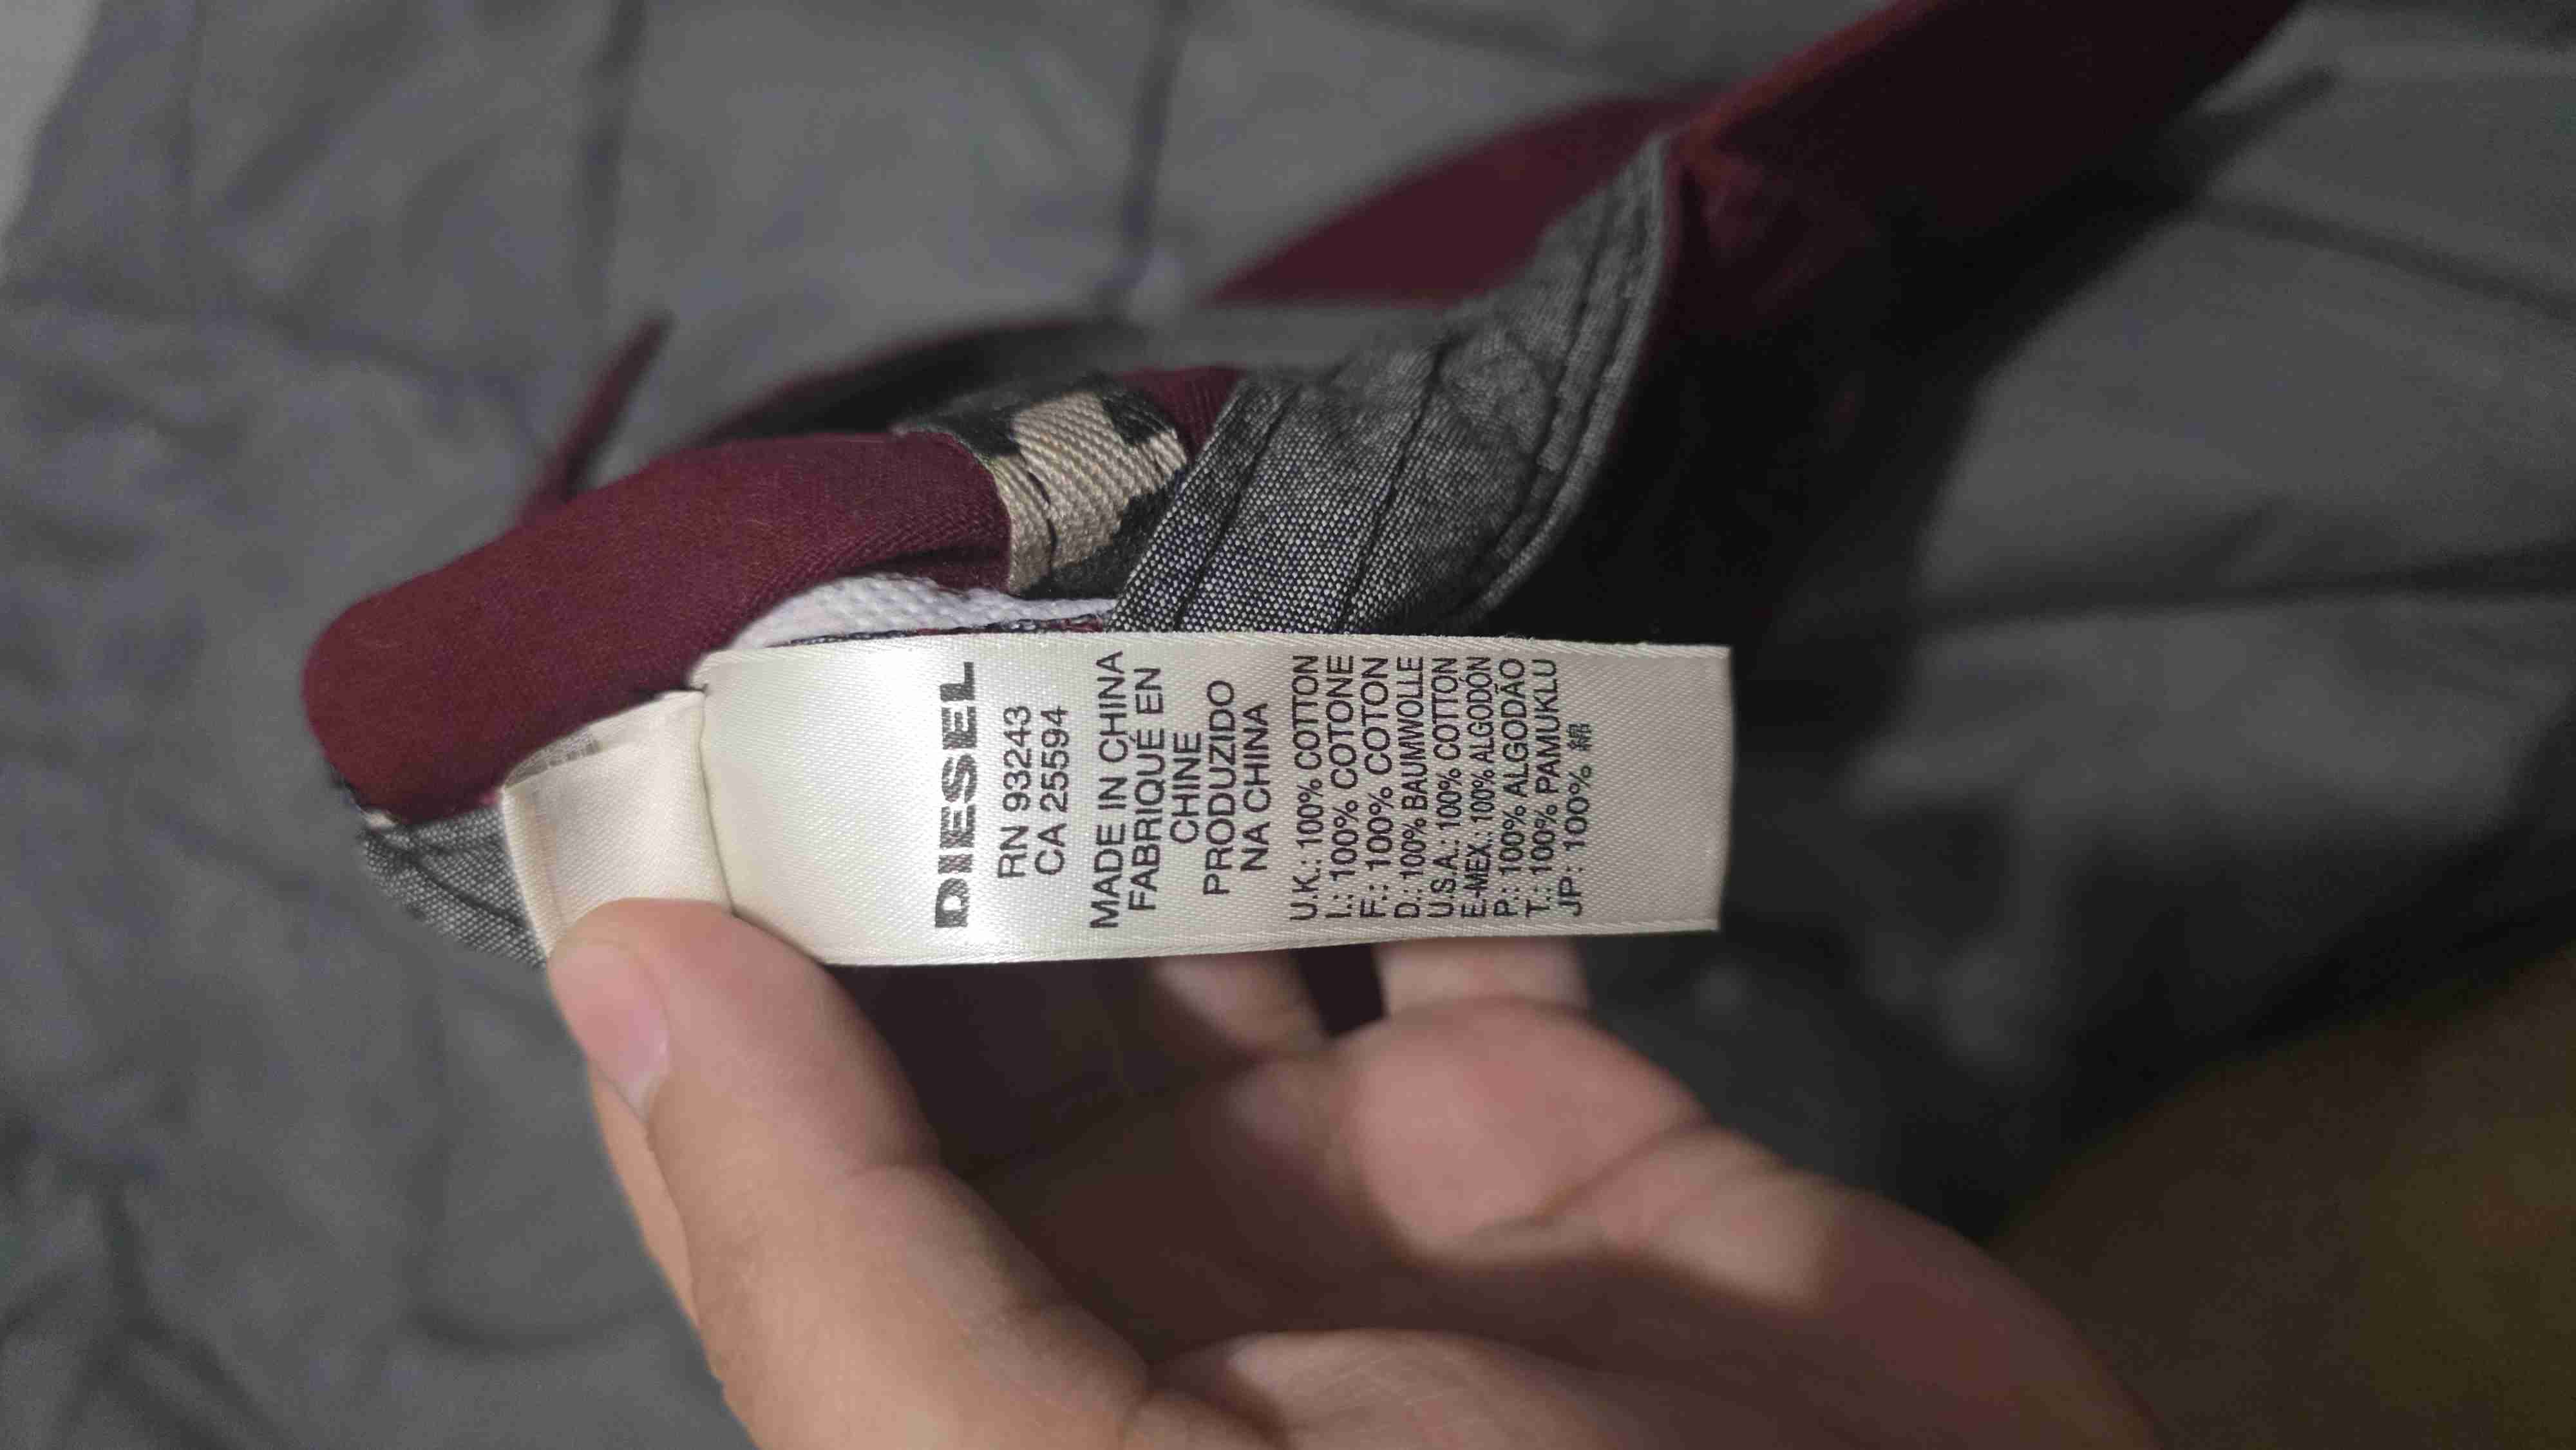 DIESEL
RN 93243
CA 25594
MADE IN CHINA
FABRIQUÉ EN
CHINE
PRODUZIDO
NA CHINA
U.K.: 100% COTTON
I.: 100% COTONE
F.: 100% COTON
D.: 100% BAUMWOLLE
U.S.A.: 100% COTTON
E-MEX.: 100% ALGODÓN
P.: 100% ALGODÃO
T.: 100% PAMUKLU
JP: 100% 綿